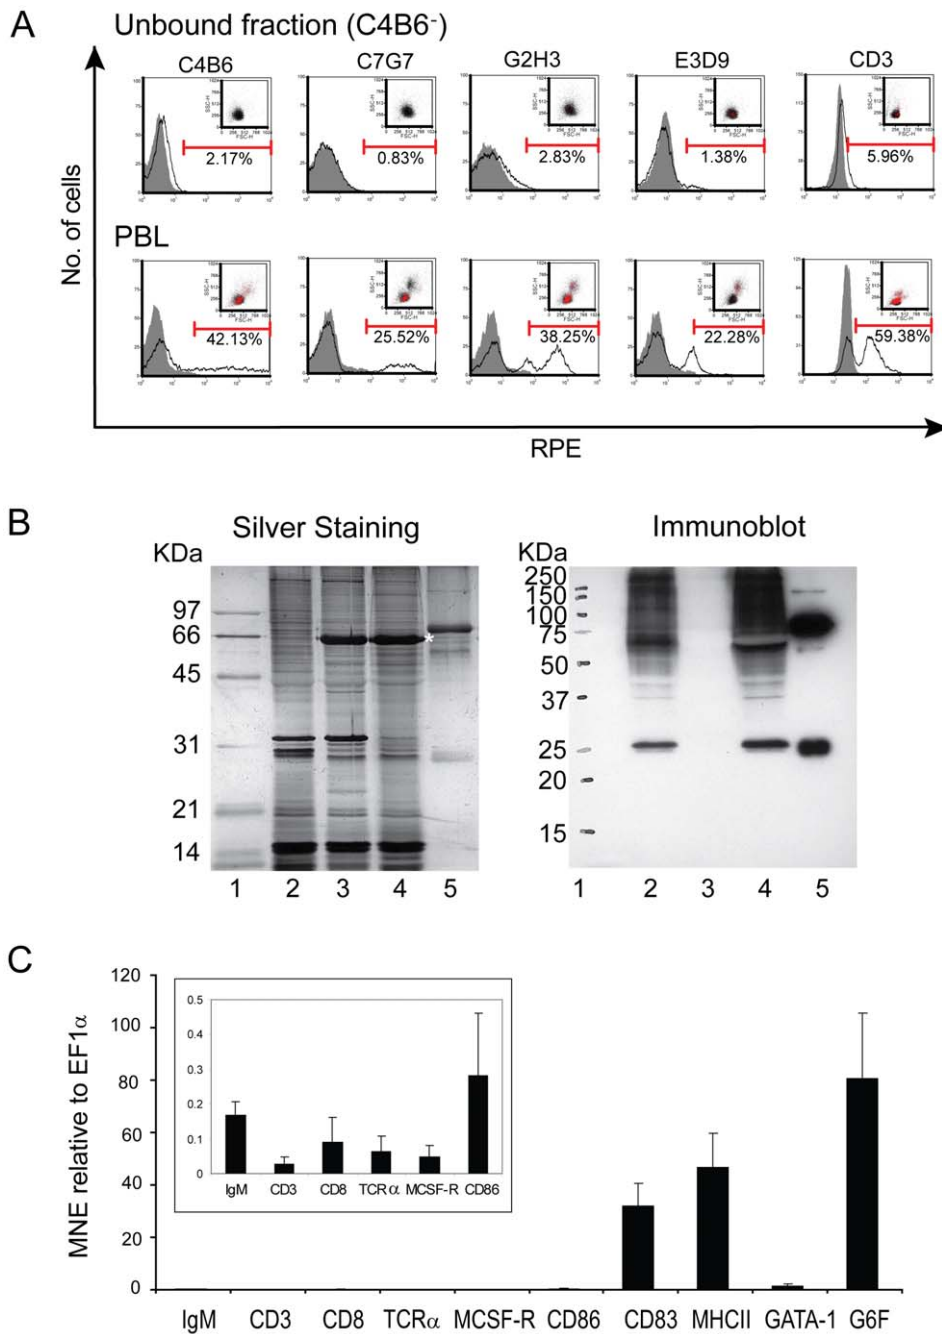 A
Unbound fraction (C4B6-)
C4B6 C7G7 G2H3 E3D9 CD3
2.17% 0.83% 2.83% 1.38% 5.96%
PBL
42.13% 25.52% 38.25% 22.28% 59.38%
No. of cells
RPE
B
Silver Staining
KDa
97
66
45
31
21
14
*
1 2 3 4 5
Immunoblot
KDa
250
150
100
75
50
37
25
20
15
1 2 3 4 5
C
MNE relative to EF1α
120
100
80
60
40
20
0
0.5
0.4
0.3
0.2
0.1
0
IgM CD3 CD8 TCRα MCSF-R CD86
IgM CD3 CD8 TCRα MCSF-R CD86 CD83 MHCII GATA-1 G6F